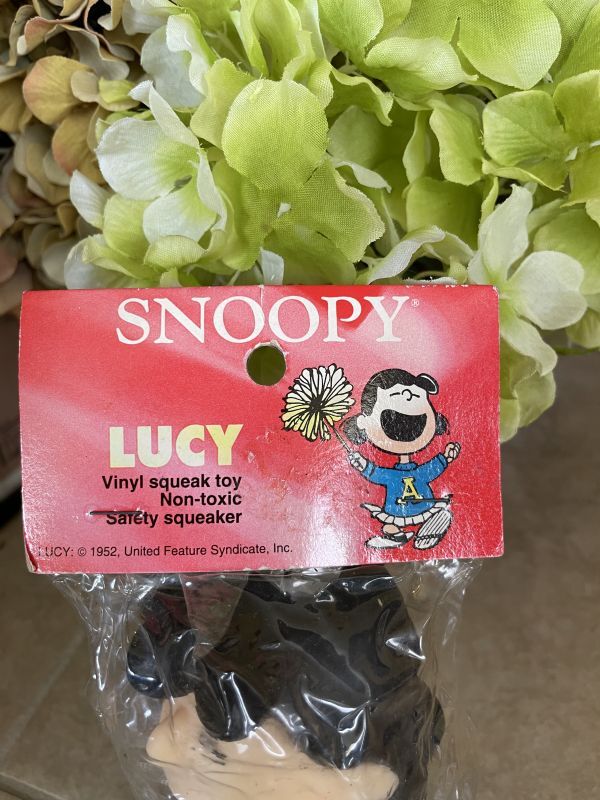 SNOOPY®
LUCY
Vinyl squeak toy
Non-toxic
Safety squeaker
LUCY: © 1952, United Feature Syndicate, Inc.
A